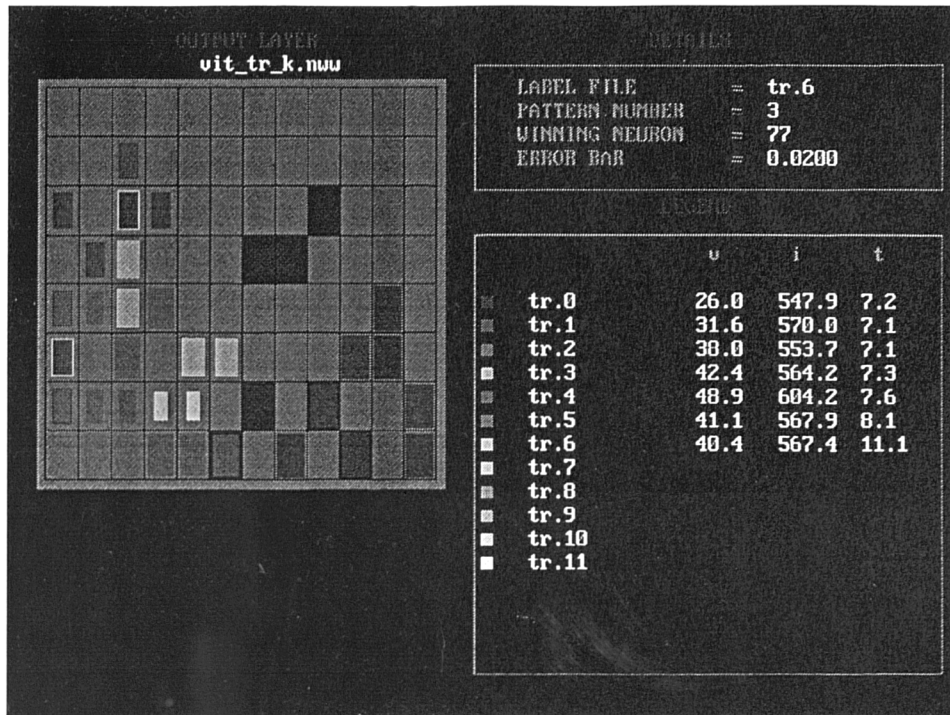 OUTPUT LAYER
vit_tr_k.nww
DETAILS
LABEL FILE = tr.6
PATTERN NUMBER = 3
WINNING NEURON = 77
ERROR BAR = 0.0200
LEGEND
v i t
tr.0 26.0 547.9 7.2
tr.1 31.6 570.0 7.1
tr.2 38.0 553.7 7.1
tr.3 42.4 564.2 7.3
tr.4 48.9 604.2 7.6
tr.5 41.1 567.9 8.1
tr.6 40.4 567.4 11.1
tr.7
tr.8
tr.9
tr.10
tr.11